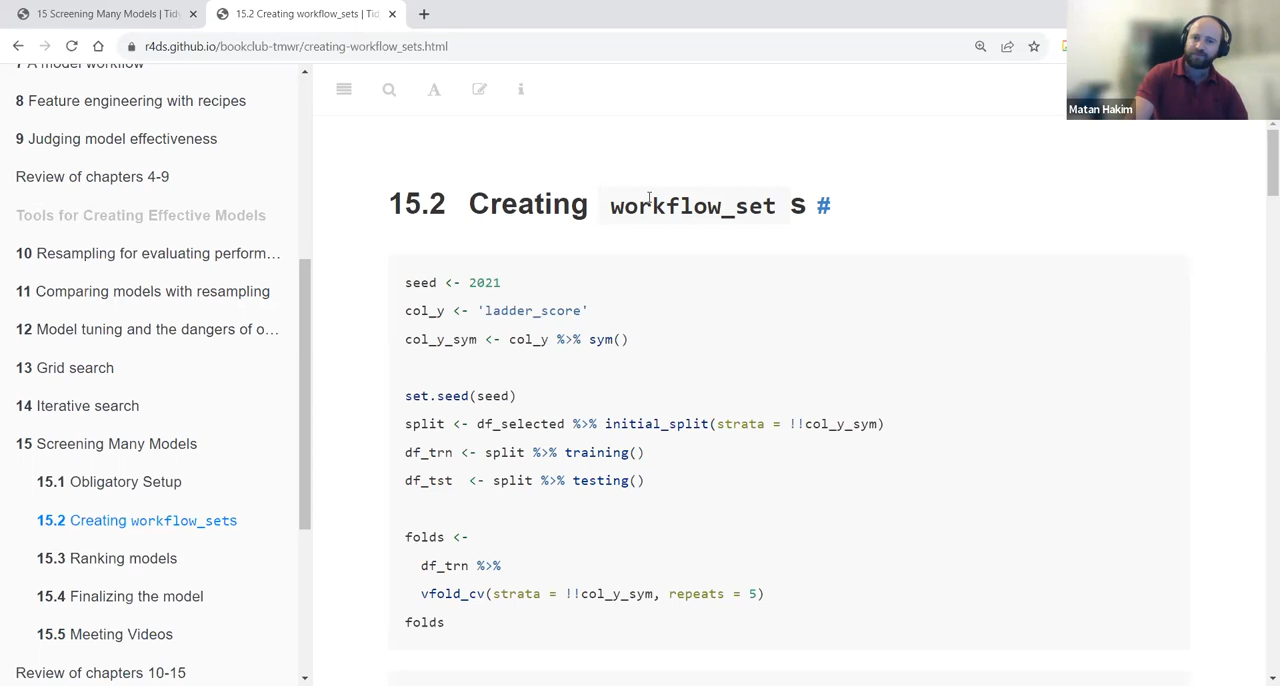 15 Screening Many Models | Tid
15.2 Creating workflow_sets | Tid
r4ds.github.io/bookclub-tmwr/creating-workflow_sets.html
Matan Hakim
7 A model workflow
8 Feature engineering with recipes
9 Judging model effectiveness
Review of chapters 4-9
Tools for Creating Effective Models
10 Resampling for evaluating perform…
11 Comparing models with resampling
12 Model tuning and the dangers of o…
13 Grid search
14 Iterative search
15 Screening Many Models
15.1 Obligatory Setup
15.2 Creating workflow_sets
15.3 Ranking models
15.4 Finalizing the model
15.5 Meeting Videos
Review of chapters 10-15
15.2 Creating workflow_set s #
seed <- 2021
col_y <- 'ladder_score'
col_y_sym <- col_y %>% sym()
set.seed(seed)
split <- df_selected %>% initial_split(strata = !!col_y_sym)
df_trn <- split %>% training()
df_tst  <- split %>% testing()
folds <-
  df_trn %>%
  vfold_cv(strata = !!col_y_sym, repeats = 5)
folds